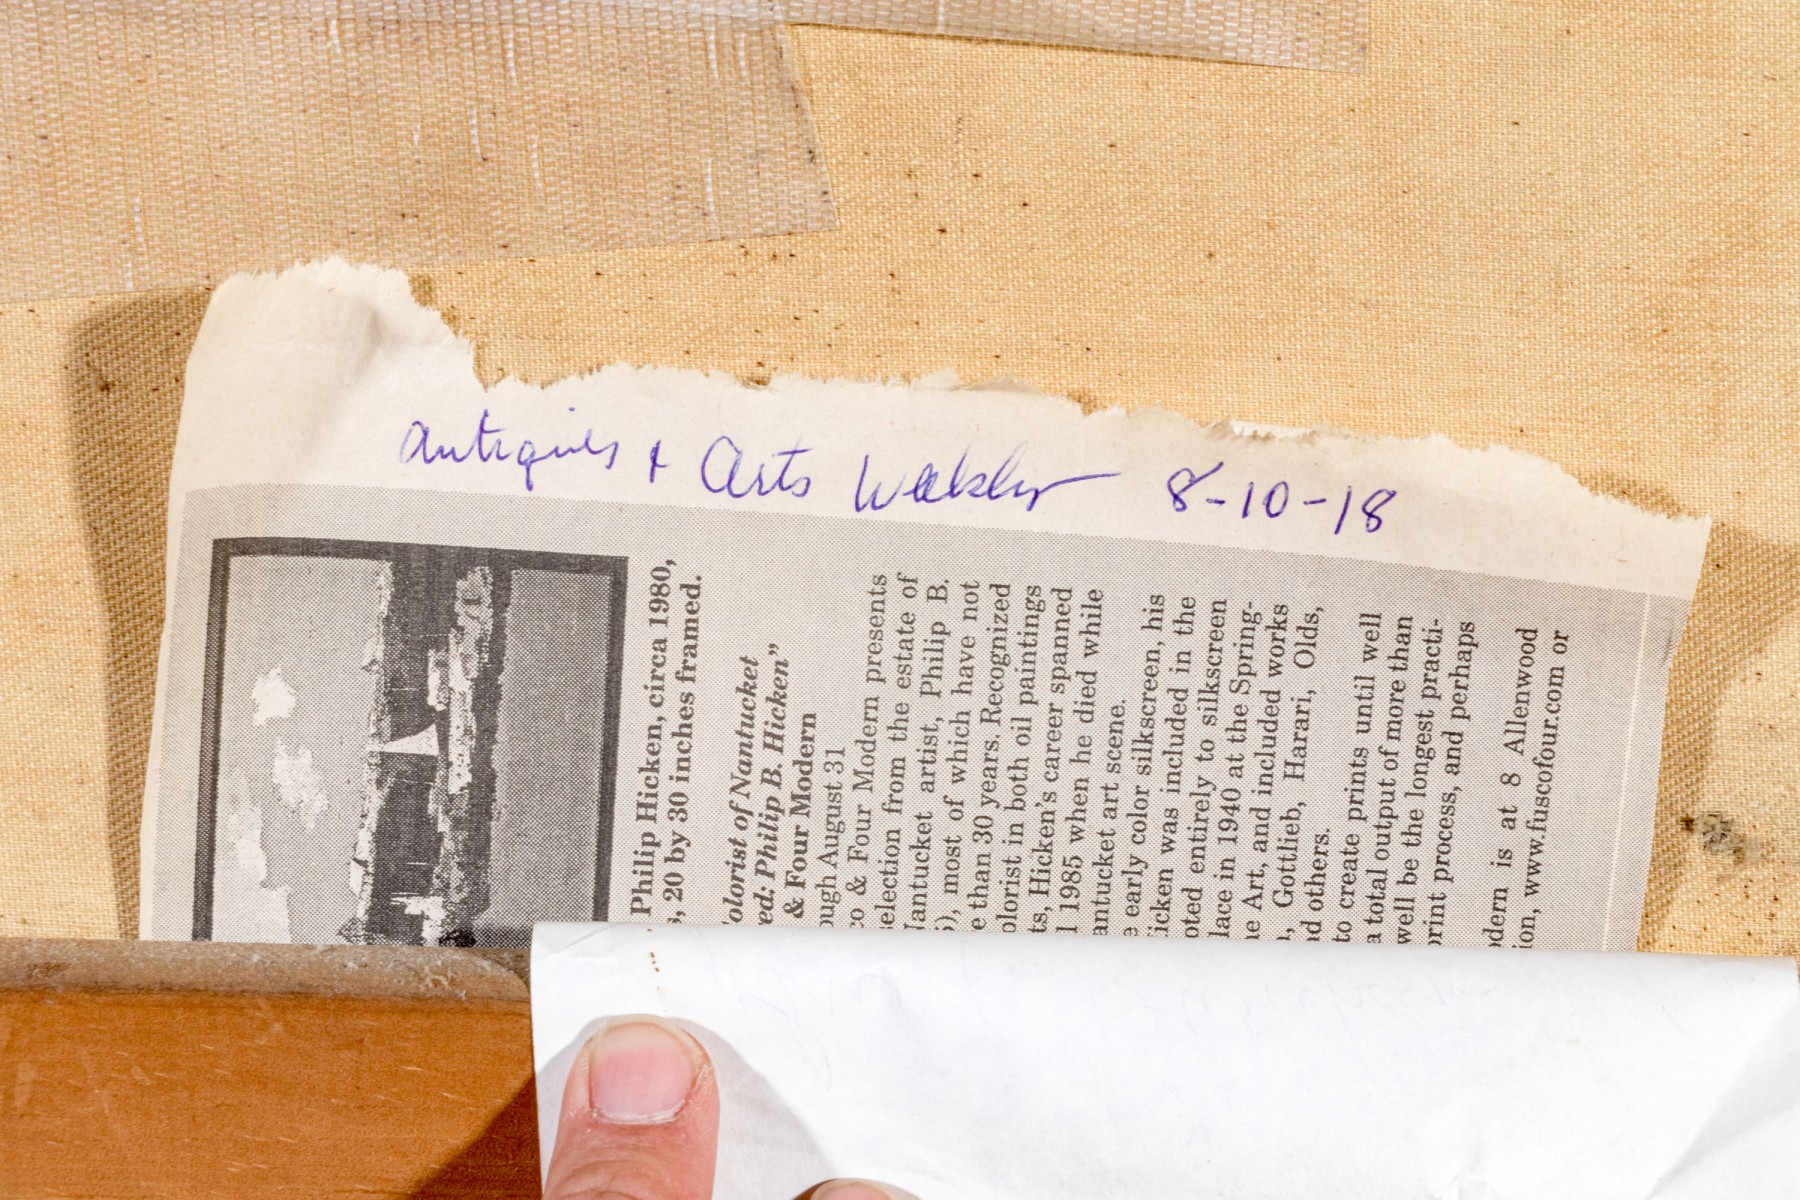 Antiques + Arts Weekly 8-10-18
Philip Hicken, circa 1980,
, 20 by 30 inches framed.
olorist of Nantucket
ed: Philip B. Hicken”
& Four Modern
ough August 31
co & Four Modern presents
election from the estate of
antucket artist, Philip B.
), most of which have not
e than 30 years. Recognized
olorist in both oil paintings
ts, Hicken’s career spanned
l 1985 when he died while
antucket art scene.
e early color silkscreen, his
icken was included in the
oted entirely to silkscreen
lace in 1940 at the Spring-
e Art, and included works
, Gottlieb, Harari, Olds,
d others.
to create prints until well
a total output of more than
well be the longest practi-
print process, and perhaps
odern is at 8 Allenwood
ion, www.fuscofour.com or